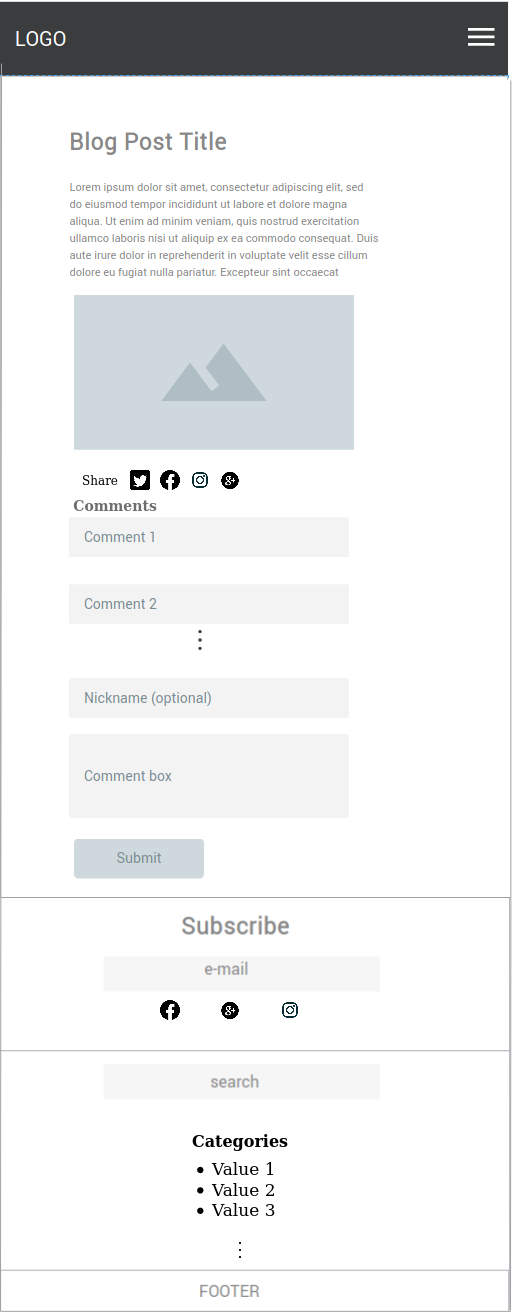 LOGO
Blog Post Title
Lorem ipsum dolor sit amet, consectetur adipiscing elit, sed
do eiusmod tempor incididunt ut labore et dolore magna
aliqua. Ut enim ad minim veniam, quis nostrud exercitation
ullamco laboris nisi ut aliquip ex ea commodo consequat. Duis
aute irure dolor in reprehenderit in voluptate velit esse cillum
dolore eu fugiat nulla pariatur. Excepteur sint occaecat
Share
Comments
Comment 1
Comment 2
Nickname (optional)
Comment box
Submit
Subscribe
e-mail
search
Categories
• Value 1
• Value 2
• Value 3
FOOTER